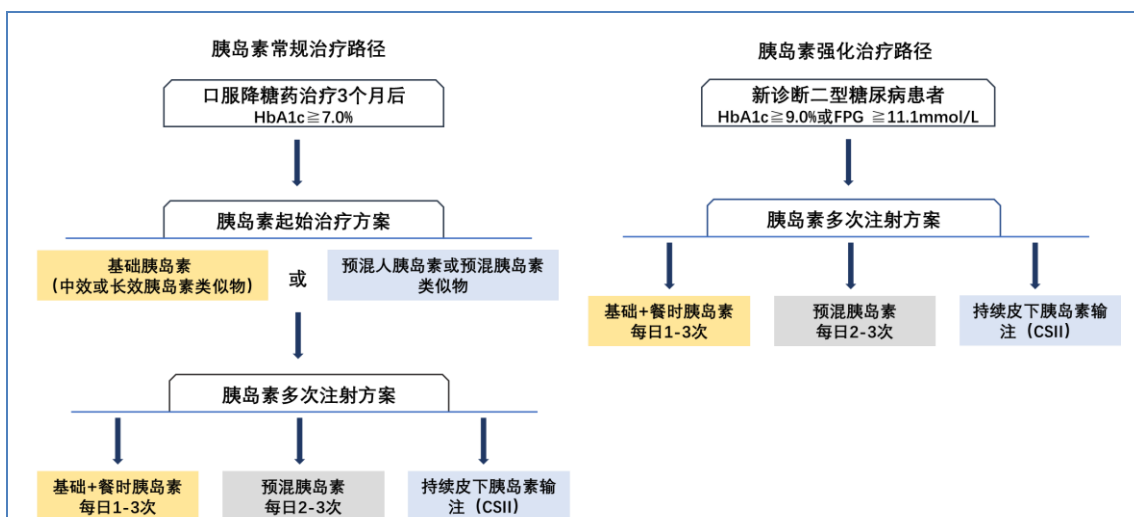 胰岛素常规治疗路径
口服降糖药治疗3个月后
HbA1c≧7.0%
胰岛素起始治疗方案
基础胰岛素
(中效或长效胰岛素类似物)
或
预混人胰岛素或预混胰岛素
类似物
胰岛素多次注射方案
基础+餐时胰岛素
每日1-3次
预混胰岛素
每日2-3次
持续皮下胰岛素输
注（CSII）
胰岛素强化治疗路径
新诊断二型糖尿病患者
HbA1c≧9.0%或FPG ≧11.1mmol/L
胰岛素多次注射方案
基础+餐时胰岛素
每日1-3次
预混胰岛素
每日2-3次
持续皮下胰岛素输
注（CSII）